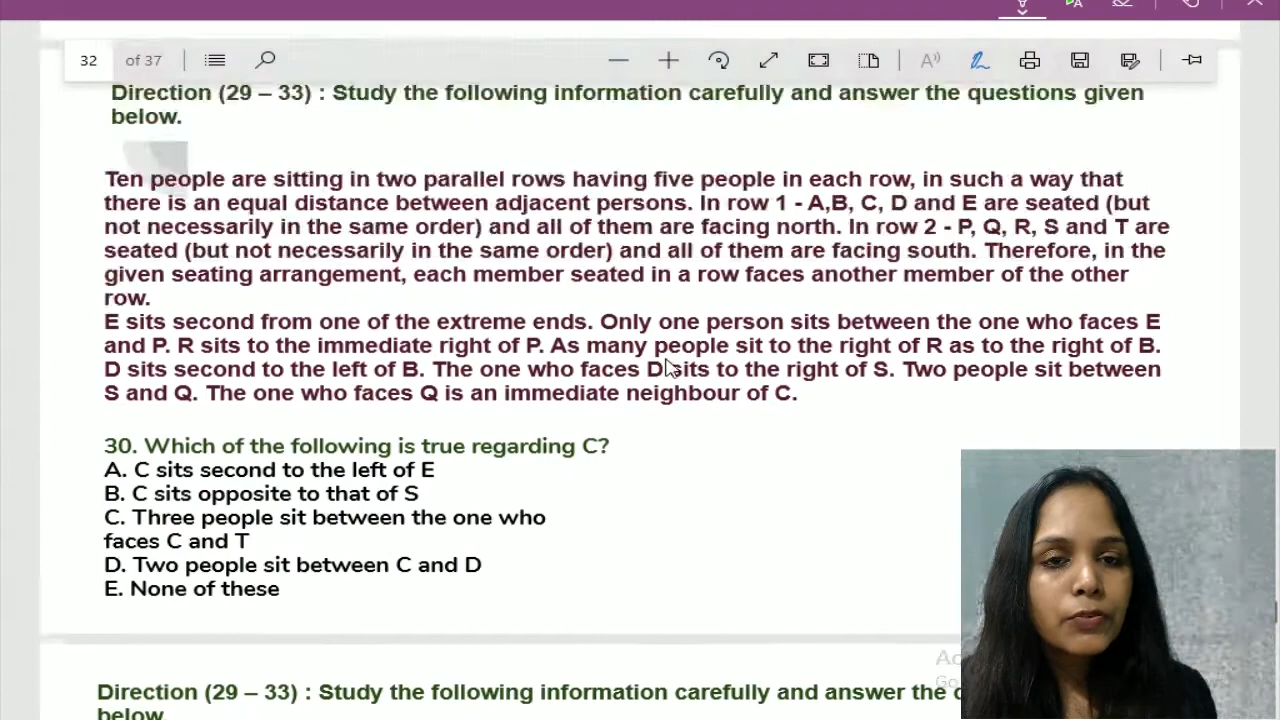 32 of 37
Direction (29 – 33) : Study the following information carefully and answer the questions given
below.
Ten people are sitting in two parallel rows having five people in each row, in such a way that
there is an equal distance between adjacent persons. In row 1 - A,B, C, D and E are seated (but
not necessarily in the same order) and all of them are facing north. In row 2 - P, Q, R, S and T are
seated (but not necessarily in the same order) and all of them are facing south. Therefore, in the
given seating arrangement, each member seated in a row faces another member of the other
row.
E sits second from one of the extreme ends. Only one person sits between the one who faces E
and P. R sits to the immediate right of P. As many people sit to the right of R as to the right of B.
D sits second to the left of B. The one who faces D sits to the right of S. Two people sit between
S and Q. The one who faces Q is an immediate neighbour of C.
30. Which of the following is true regarding C?
A. C sits second to the left of E
B. C sits opposite to that of S
C. Three people sit between the one who
faces C and T
D. Two people sit between C and D
E. None of these
Direction (29 – 33) : Study the following information carefully and answer the
below.